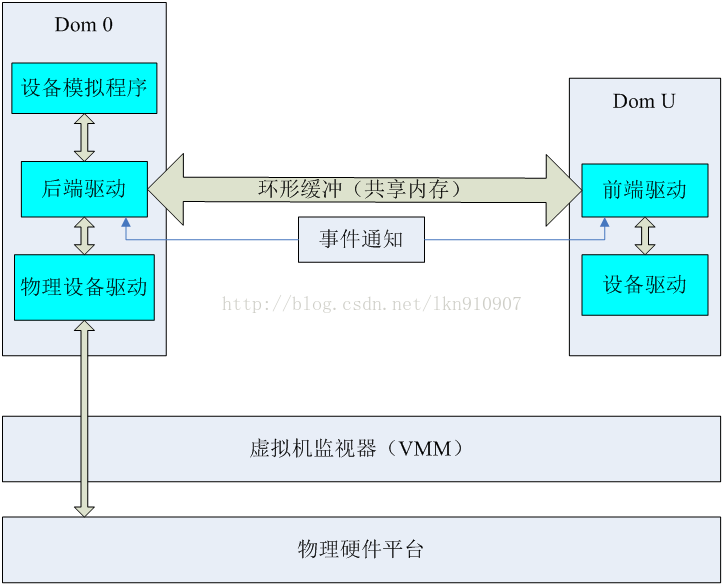 Dom 0
设备模拟程序
Dom U
后端驱动
环形缓冲（共享内存）
前端驱动
事件通知
物理设备驱动
设备驱动
http://blog.csdn.net/lkn910907
虚拟机监视器（VMM）
物理硬件平台